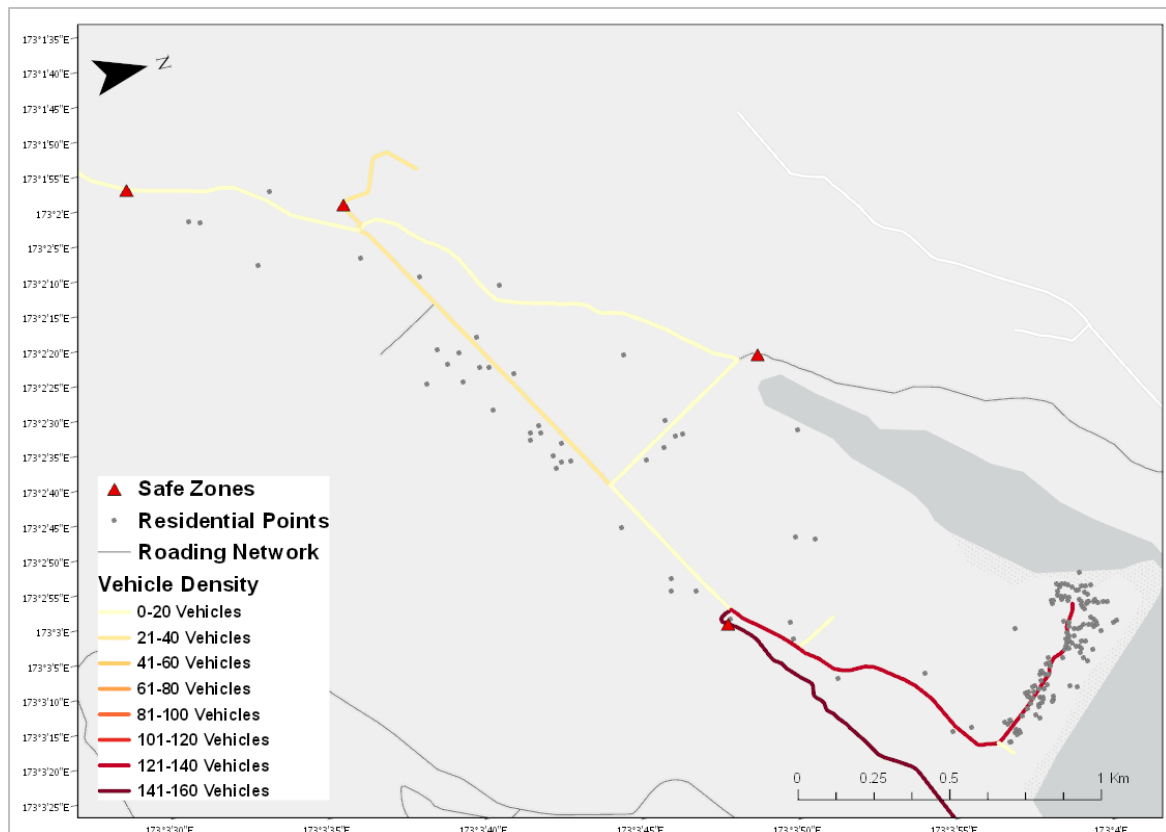 173°1'35"E
173°1'40"E
N
173°1'45"E
173°1'50"E
173°1'55"E
173°2'E
173°2'5"E
173°2'10"E
173°2'15"E
173°2'20"E
173°2'25"E
173°2'30"E
173°2'35"E
173°2'40"E
173°2'45"E
173°2'50"E
173°2'55"E
173°3'E
173°3'5"E
173°3'10"E
173°3'15"E
173°3'20"E
173°3'25"E
Safe Zones
Residential Points
Roading Network
Vehicle Density
0-20 Vehicles
21-40 Vehicles
41-60 Vehicles
61-80 Vehicles
81-100 Vehicles
101-120 Vehicles
121-140 Vehicles
141-160 Vehicles
0 0.25 0.5 1 Km
173°3'30"E 173°3'35"E 173°3'40"E 173°3'45"E 173°3'50"E 173°3'55"E 173°4'E